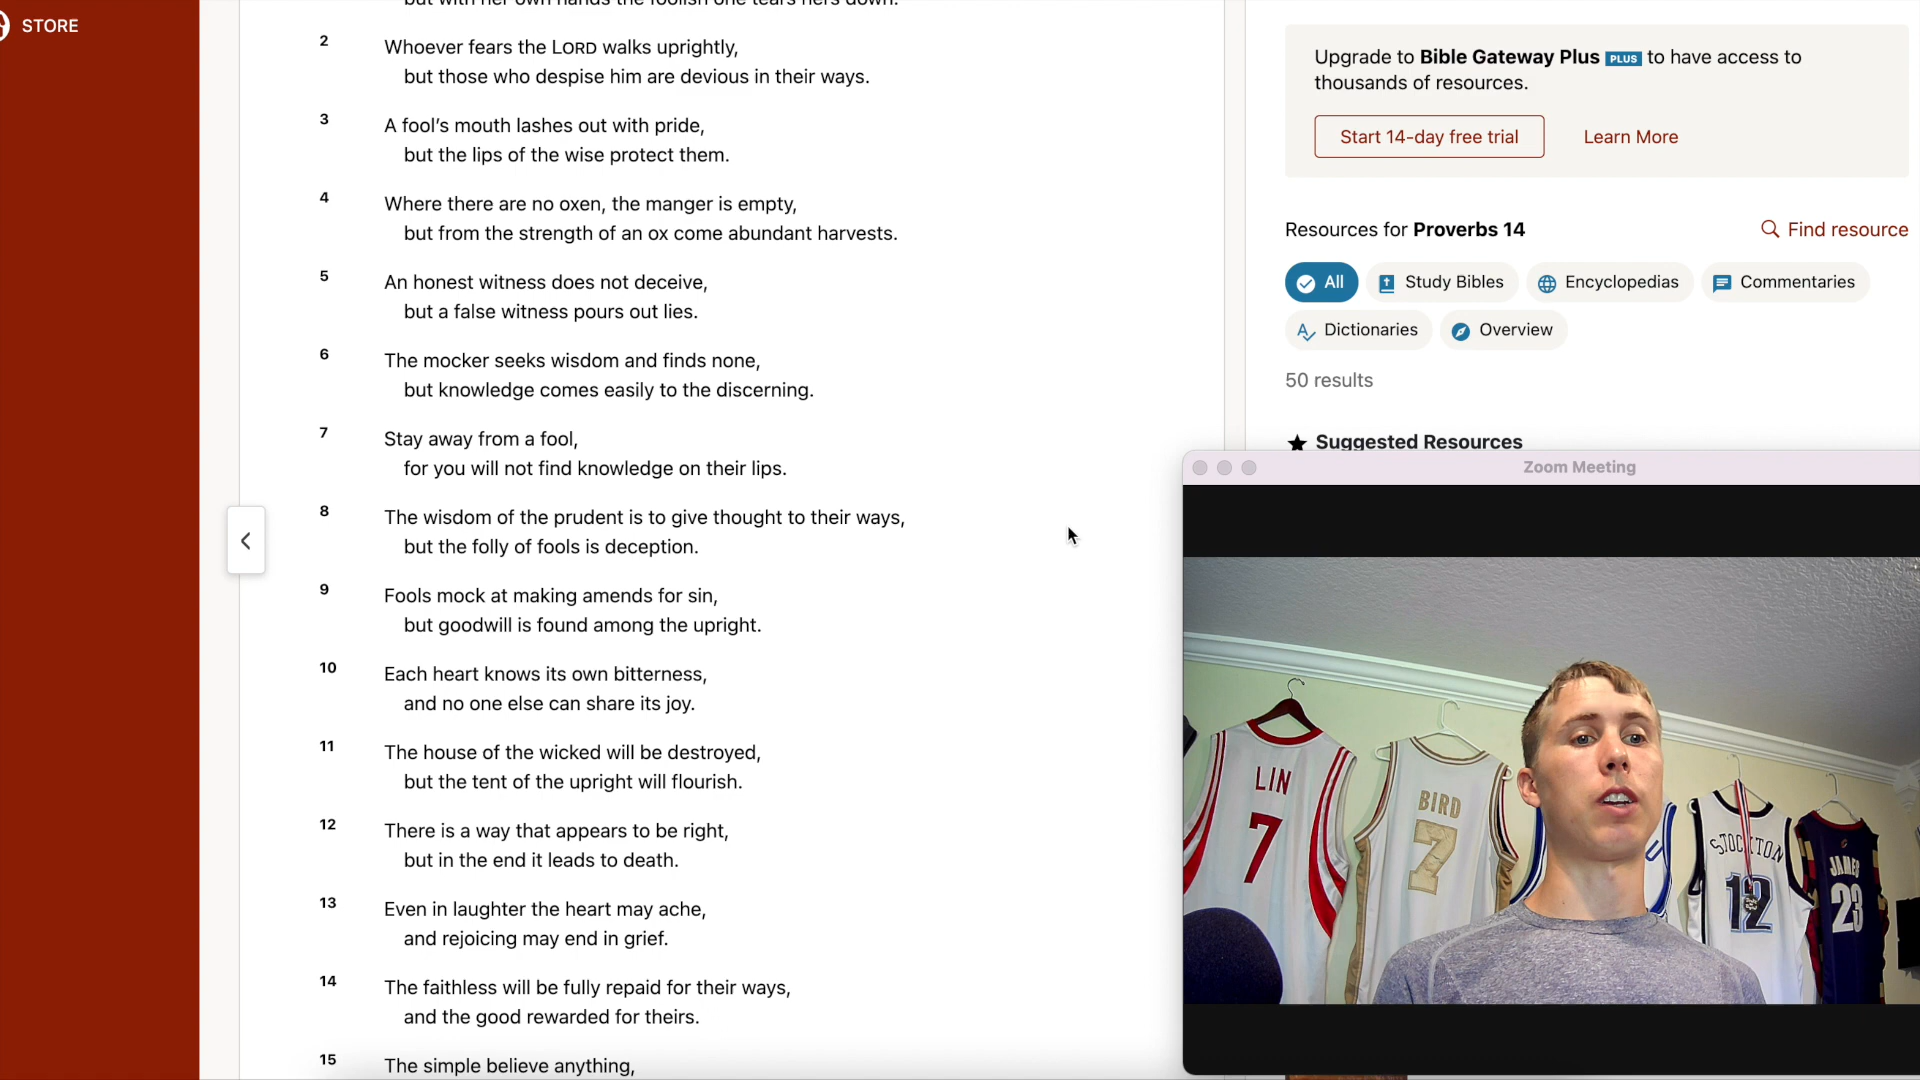 STORE
but with her own hands the foolish one tears hers down.
2 Whoever fears the LORD walks uprightly,
but those who despise him are devious in their ways.
3 A fool’s mouth lashes out with pride,
but the lips of the wise protect them.
4 Where there are no oxen, the manger is empty,
but from the strength of an ox come abundant harvests.
5 An honest witness does not deceive,
but a false witness pours out lies.
6 The mocker seeks wisdom and finds none,
but knowledge comes easily to the discerning.
7 Stay away from a fool,
for you will not find knowledge on their lips.
8 The wisdom of the prudent is to give thought to their ways,
but the folly of fools is deception.
9 Fools mock at making amends for sin,
but goodwill is found among the upright.
10 Each heart knows its own bitterness,
and no one else can share its joy.
11 The house of the wicked will be destroyed,
but the tent of the upright will flourish.
12 There is a way that appears to be right,
but in the end it leads to death.
13 Even in laughter the heart may ache,
and rejoicing may end in grief.
14 The faithless will be fully repaid for their ways,
and the good rewarded for theirs.
15 The simple believe anything,
Upgrade to Bible Gateway Plus PLUS to have access to
thousands of resources.
Start 14-day free trial Learn More
Resources for Proverbs 14 Find resource
All Study Bibles Encyclopedias Commentaries
Dictionaries Overview
50 results
Suggested Resources
Zoom Meeting
LIN
7
BIRD
7
STOCKTON
12
JAMES
23